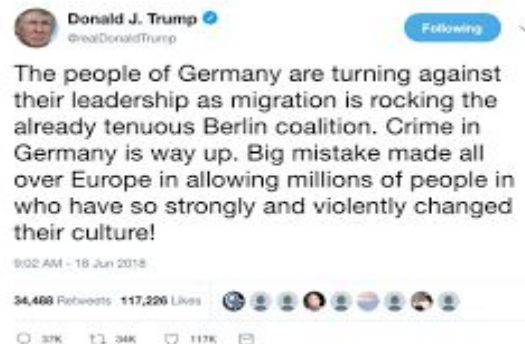 Donald J. Trump
@realDonaldTrump
Following
The people of Germany are turning against
their leadership as migration is rocking the
already tenuous Berlin coalition. Crime in
Germany is way up. Big mistake made all
over Europe in allowing millions of people in
who have so strongly and violently changed
their culture!
9:02 AM - 18 Jun 2018
34,488 Retweets 117,226 Likes
37K 34K 117K